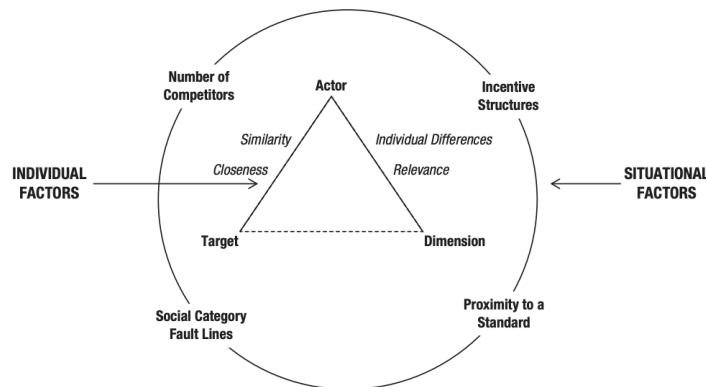 Number of
Competitors
Actor
Incentive
Structures
Similarity
Individual Differences
Closeness
Relevance
INDIVIDUAL
FACTORS
SITUATIONAL
FACTORS
Target
Dimension
Social Category
Fault Lines
Proximity to a
Standard